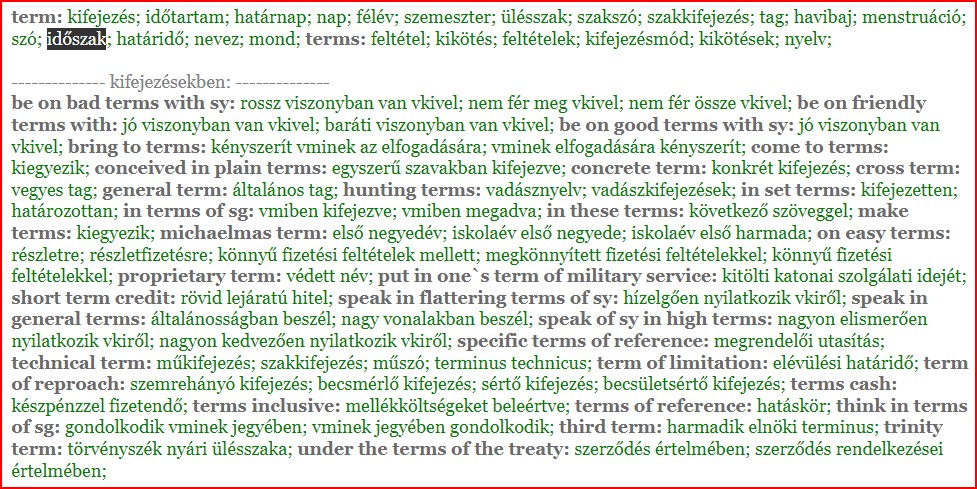 term: kifejezés; időtartam; határnap; nap; félév; szemeszter; ülésszak; szakszó; szakkifejezés; tag; havibaj; menstruáció;
szó; időszak; határidő; nevez; mond; terms: feltétel; kikötés; feltételek; kifejezésmód; kikötések; nyelv;
-------------- kifejezésekben: --------------
be on bad terms with sy: rossz viszonyban van vkivel; nem fér meg vkivel; nem fér össze vkivel; be on friendly
terms with: jó viszonyban van vkivel; baráti viszonyban van vkivel; be on good terms with sy: jó viszonyban van
vkivel; bring to terms: kényszerít vminek az elfogadására; vminek elfogadására kényszerít; come to terms:
kiegyezik; conceived in plain terms: egyszerű szavakban kifejezve; concrete term: konkrét kifejezés; cross term:
vegyes tag; general term: általános tag; hunting terms: vadásznyelv; vadászkifejezések; in set terms: kifejezetten;
határozottan; in terms of sg: vmiben kifejezve; vmiben megadva; in these terms: következő szöveggel; make
terms: kiegyezik; michaelmas term: első negyedév; iskolaév első negyede; iskolaév első harmada; on easy terms:
részletre; részletfizetésre; könnyű fizetési feltételek mellett; megkönnyített fizetési feltételekkel; könnyű fizetési
feltételekkel; proprietary term: védett név; put in one`s term of military service: kitölti katonai szolgálati idejét;
short term credit: rövid lejáratú hitel; speak in flattering terms of sy: hízelgően nyilatkozik vkiről; speak in
general terms: általánosságban beszél; nagy vonalakban beszél; speak of sy in high terms: nagyon elismerően
nyilatkozik vkiről; nagyon kedvezően nyilatkozik vkiről; specific terms of reference: megrendelői utasítás;
technical term: műkifejezés; szakkifejezés; műszó; terminus technicus; term of limitation: elévülési határidő; term
of reproach: szemrehányó kifejezés; becsmérlő kifejezés; sértő kifejezés; becsületsértő kifejezés; terms cash:
készpénzzel fizetendő; terms inclusive: mellékköltségeket beleértve; terms of reference: hatáskör; think in terms
of sg: gondolkodik vminek jegyében; vminek jegyében gondolkodik; third term: harmadik elnöki terminus; trinity
term: törvényszék nyári ülésszaka; under the terms of the treaty: szerződés értelmében; szerződés rendelkezései
értelmében;